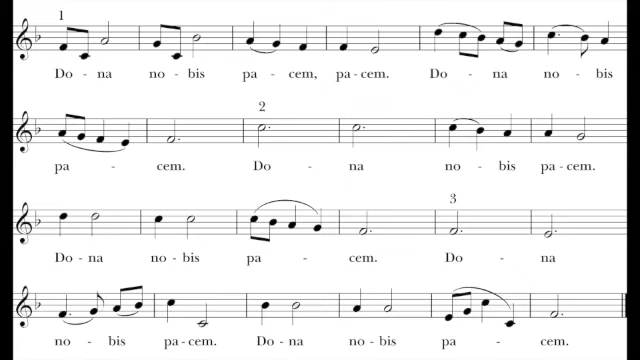 1
Do - na no - bis pa - cem, pa - cem. Do - na no - bis
2
pa - cem. Do - na no - bis pa - cem.
3
Do - na no - bis pa - cem. Do - na
no - bis pa - cem. Do - na no - bis pa - cem.